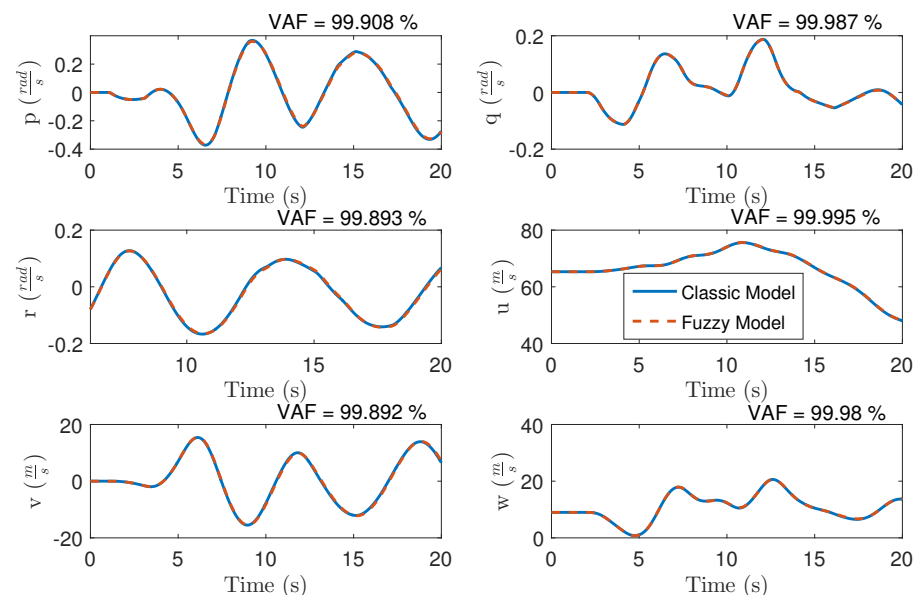 VAF = 99.908 %
p (rad/s)
0.2
0
-0.2
-0.4
0 5 10 15 20
Time (s)
VAF = 99.987 %
q (rad/s)
0.2
0
-0.2
0 5 10 15 20
Time (s)
VAF = 99.893 %
r (rad/s)
0.2
0
-0.2
10 15 20
Time (s)
VAF = 99.995 %
u (m/s)
80
60
40
Classic Model
Fuzzy Model
0 5 10 15 20
Time (s)
VAF = 99.892 %
v (m/s)
20
0
-20
0 5 10 15 20
Time (s)
VAF = 99.98 %
w (m/s)
40
20
0
0 5 10 15 20
Time (s)